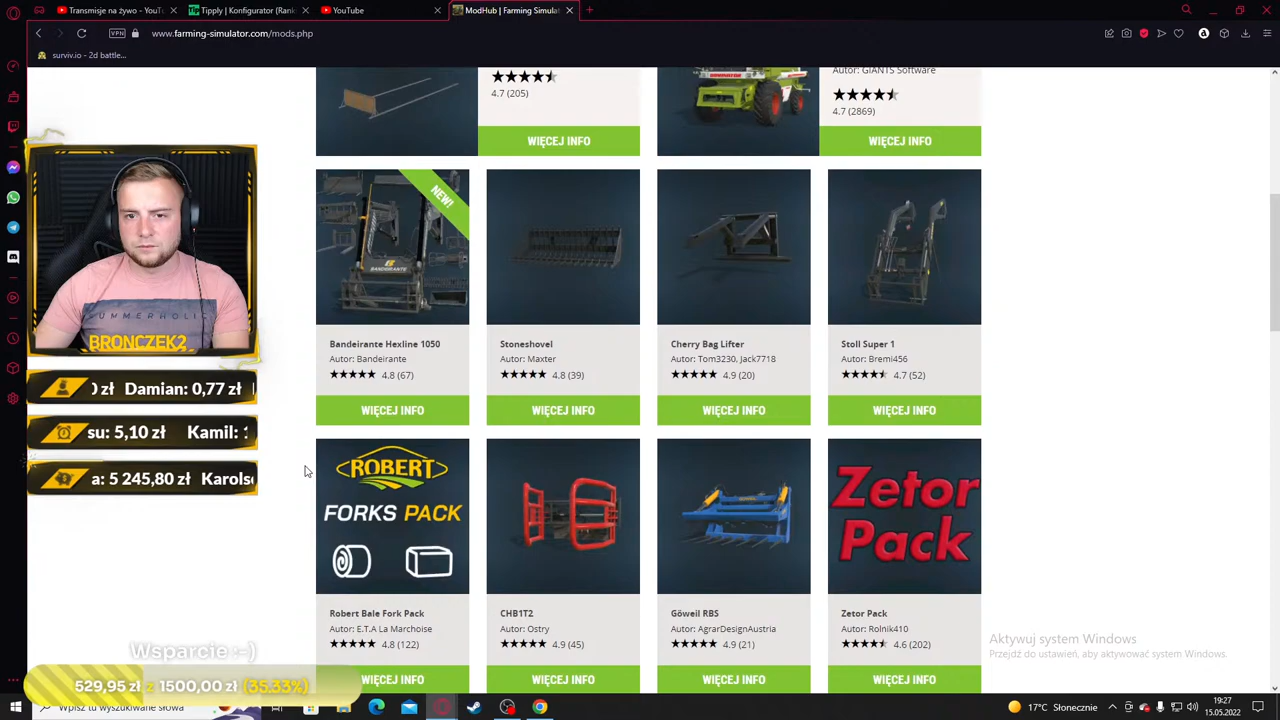 Transmisje na żywo - YouTube
Tipply | Konfigurator (Rank
YouTube
ModHub | Farming Simulat
VPN
www.farming-simulator.com/mods.php
surviv.io - 2d battle...
4.7 (205)
WIĘCEJ INFO
Autor: GIANTS Software
4.7 (2869)
WIĘCEJ INFO
NEW!
BANDEIRANTE
Bandeirante Hexline 1050
Autor: Bandeirante
4.8 (67)
WIĘCEJ INFO
Stoneshovel
Autor: Maxter
4.8 (39)
WIĘCEJ INFO
Cherry Bag Lifter
Autor: Tom3230, Jack7718
4.9 (20)
WIĘCEJ INFO
Stoll Super 1
Autor: Bremi456
4.7 (52)
WIĘCEJ INFO
ROBERT
FORKS PACK
Robert Bale Fork Pack
Autor: E.T.A La Marchoise
4.8 (122)
WIĘCEJ INFO
CHB1T2
Autor: Ostry
4.9 (45)
WIĘCEJ INFO
Göweil RBS
Autor: AgrarDesignAustria
4.9 (21)
WIĘCEJ INFO
Zetor
Pack
Zetor Pack
Autor: Rolnik410
4.6 (202)
WIĘCEJ INFO
BRONCZEK2
zł Damian: 0,77 zł
su: 5,10 zł Kamil:
a: 5 245,80 zł Karols
Wsparcie :-)
529,95 zł z 1500,00 zł (35.33%)
Aktywuj system Windows
Przejdź do ustawień, aby aktywować system Windows.
Wpisz tu wyszukiwane słowa
17°C Słonecznie
19:27
15.05.2022